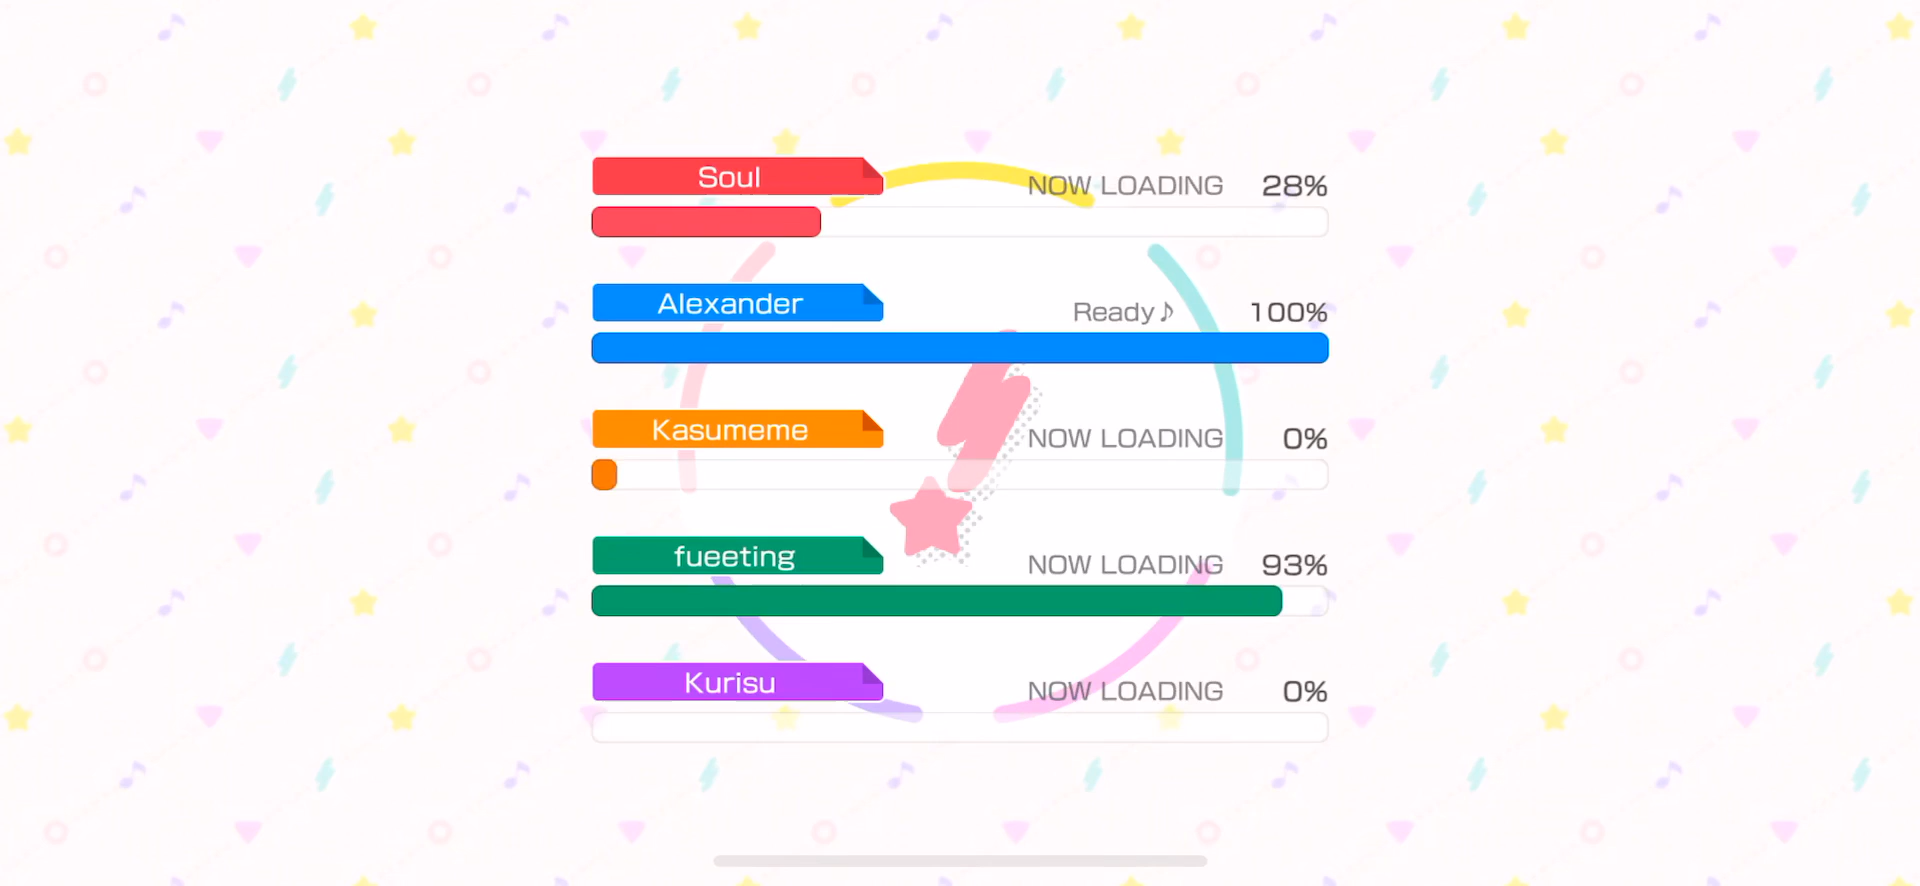 Soul NOW LOADING 28%
Alexander Ready♪ 100%
Kasumeme NOW LOADING 0%
fueeting NOW LOADING 93%
Kurisu NOW LOADING 0%